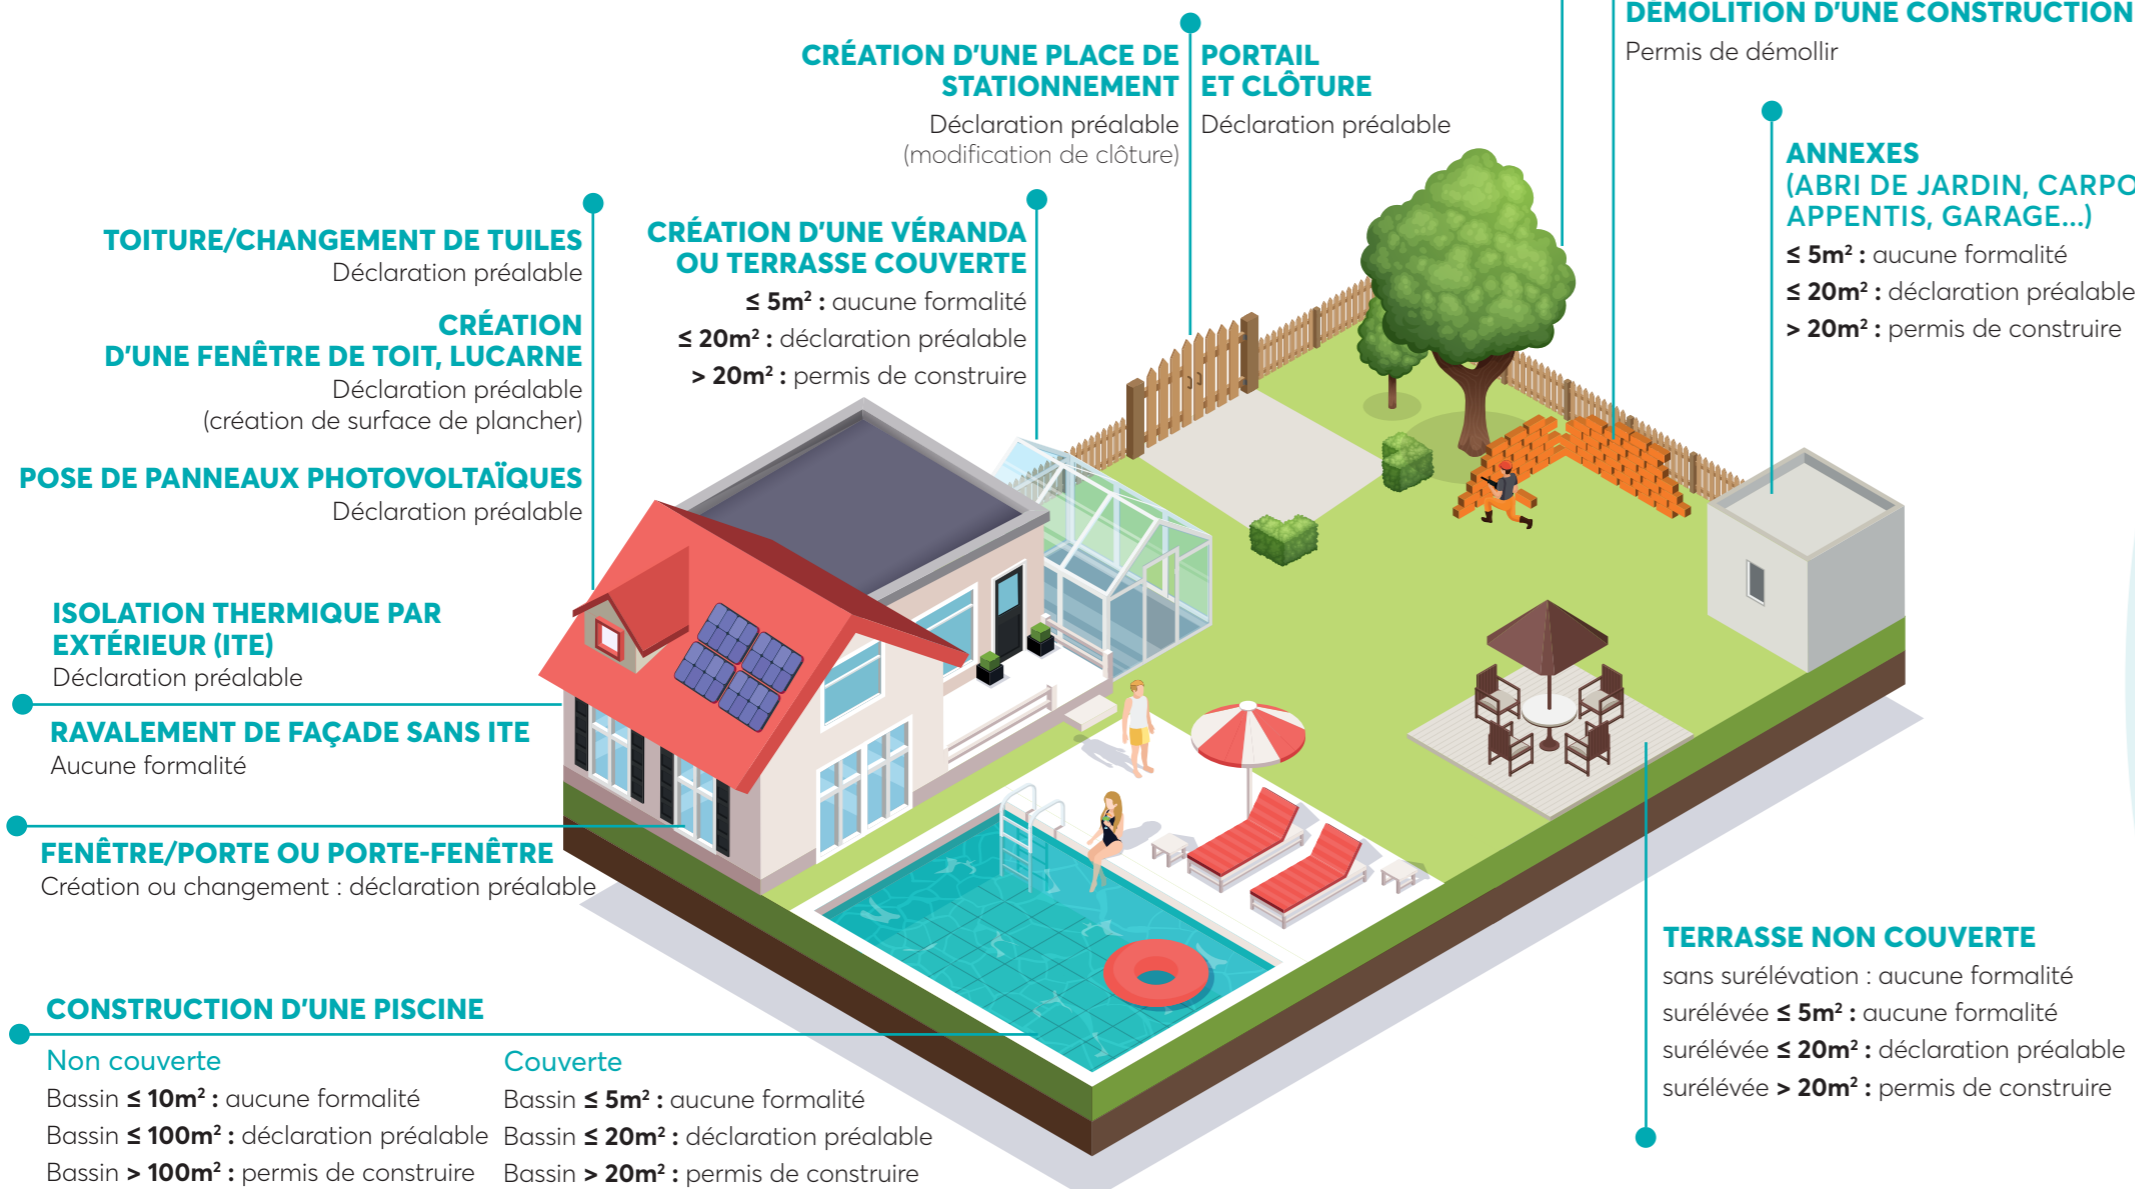 DÉMOLITION D'UNE CONSTRUCTION
Permis de démollir
CRÉATION D'UNE PLACE DE
STATIONNEMENT
Déclaration préalable
(modification de clôture)
PORTAIL
ET CLÔTURE
Déclaration préalable
ANNEXES
(ABRI DE JARDIN, CARPO
APPENTIS, GARAGE...)
≤ 5m² : aucune formalité
≤ 20m² : déclaration préalable
> 20m² : permis de construire
TOITURE/CHANGEMENT DE TUILES
Déclaration préalable
CRÉATION
D'UNE FENÊTRE DE TOIT, LUCARNE
Déclaration préalable
(création de surface de plancher)
POSE DE PANNEAUX PHOTOVOLTAÏQUES
Déclaration préalable
CRÉATION D'UNE VÉRANDA
OU TERRASSE COUVERTE
≤ 5m² : aucune formalité
≤ 20m² : déclaration préalable
> 20m² : permis de construire
ISOLATION THERMIQUE PAR
EXTÉRIEUR (ITE)
Déclaration préalable
RAVALEMENT DE FAÇADE SANS ITE
Aucune formalité
FENÊTRE/PORTE OU PORTE-FENÊTRE
Création ou changement : déclaration préalable
CONSTRUCTION D'UNE PISCINE
Non couverte
Bassin ≤ 10m² : aucune formalité
Bassin ≤ 100m² : déclaration préalable
Bassin > 100m² : permis de construire
Couverte
Bassin ≤ 5m² : aucune formalité
Bassin ≤ 20m² : déclaration préalable
Bassin > 20m² : permis de construire
TERRASSE NON COUVERTE
sans surélévation : aucune formalité
surélévée ≤ 5m² : aucune formalité
surélévée ≤ 20m² : déclaration préalable
surélévée > 20m² : permis de construire